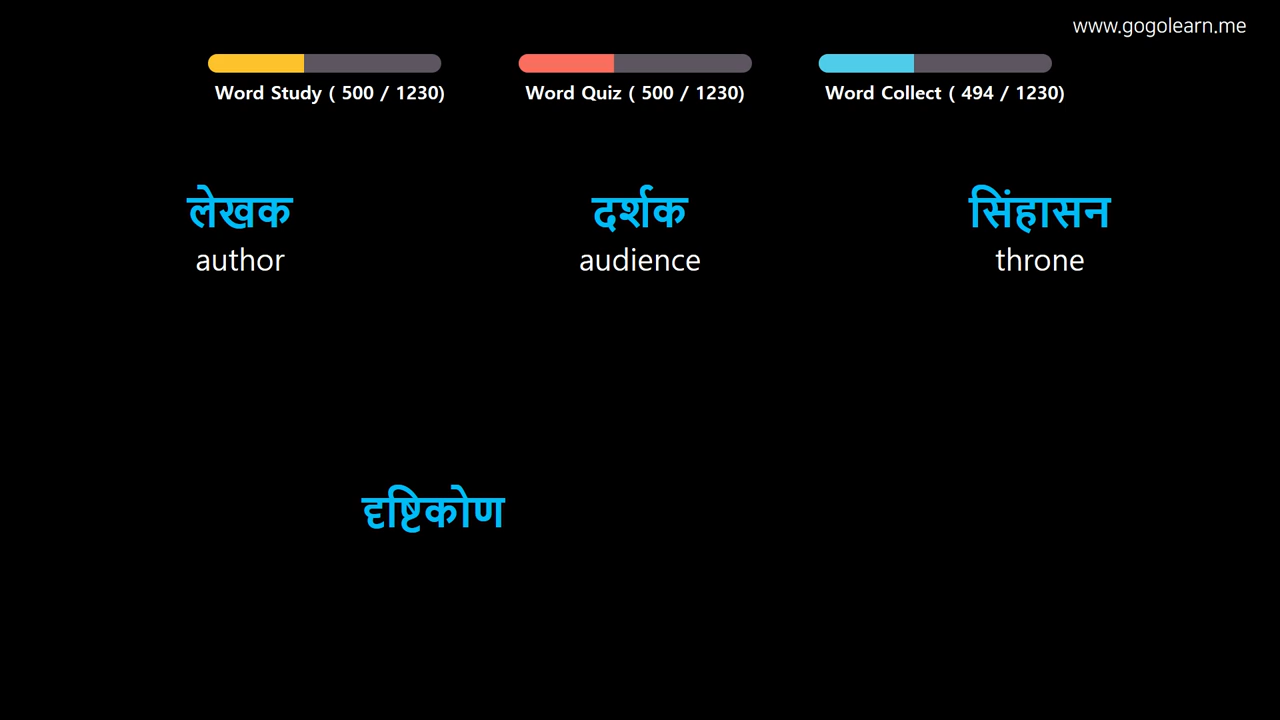 www.gogolearn.me
Word Study ( 500 / 1230)
Word Quiz ( 500 / 1230)
Word Collect ( 494 / 1230)
लेखक
author
दर्शक
audience
सिंहासन
throne
दृष्टिकोण